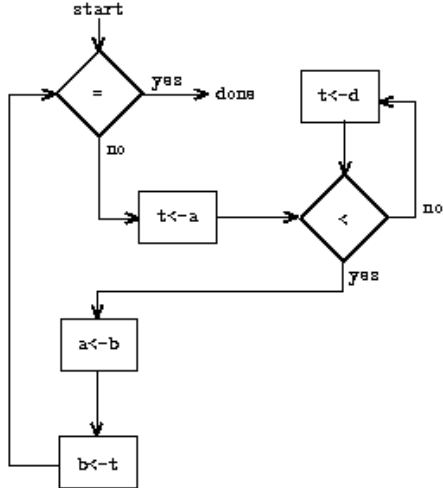 start
yes
=
done
t<-d
no
t<-a
<
no
yes
a<-b
b<-t